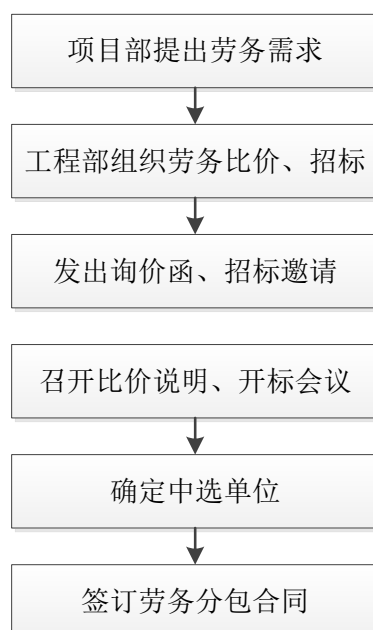 项目部提出劳务需求
工程部组织劳务比价、招标
发出询价函、招标邀请
召开比价说明、开标会议
确定中选单位
签订劳务分包合同